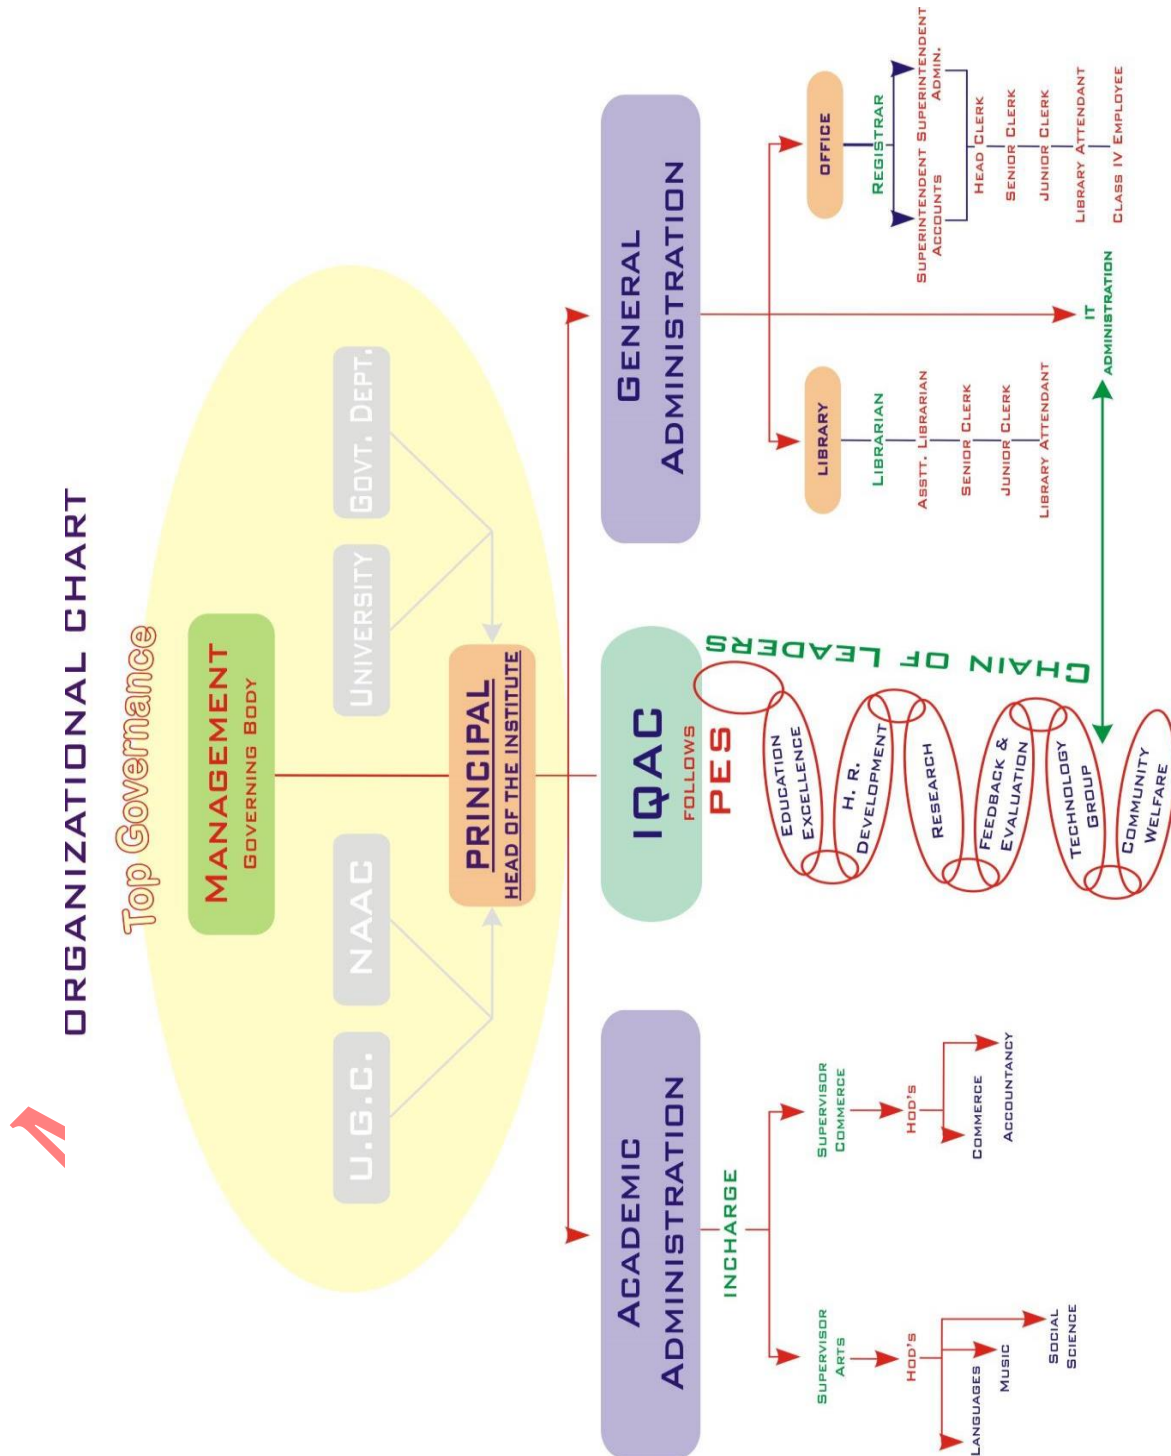 ORGANIZATIONAL CHART
Top Governance
MANAGEMENT
GOVERNING BODY
U.G.C.
NAAC
UNIVERSITY
GOVT. DEPT.
PRINCIPAL
HEAD OF THE INSTITUTE
ACADEMIC
ADMINISTRATION
IQAC
FOLLOWS
PES
GENERAL
ADMINISTRATION
INCHARGE
SUPERVISOR
ARTS
HOD'S
LANGUAGES
MUSIC
SOCIAL
SCIENCE
SUPERVISOR
COMMERCE
HOD'S
COMMERCE
ACCOUNTANCY
CHAIN OF LEADERS
EDUCATION
EXCELLENCE
H. R.
DEVELOPMENT
RESEARCH
FEEDBACK &
EVALUATION
TECHNOLOGY
GROUP
COMMUNITY
WELFARE
LIBRARY
LIBRARIAN
ASSTT. LIBRARIAN
SENIOR CLERK
JUNIOR CLERK
LIBRARY ATTENDANT
IT
ADMINISTRATION
OFFICE
REGISTRAR
SUPERINTENDENT
ACCOUNTS
SUPERINTENDENT
ADMIN.
HEAD CLERK
SENIOR CLERK
JUNIOR CLERK
LIBRARY ATTENDANT
CLASS IV EMPLOYEE